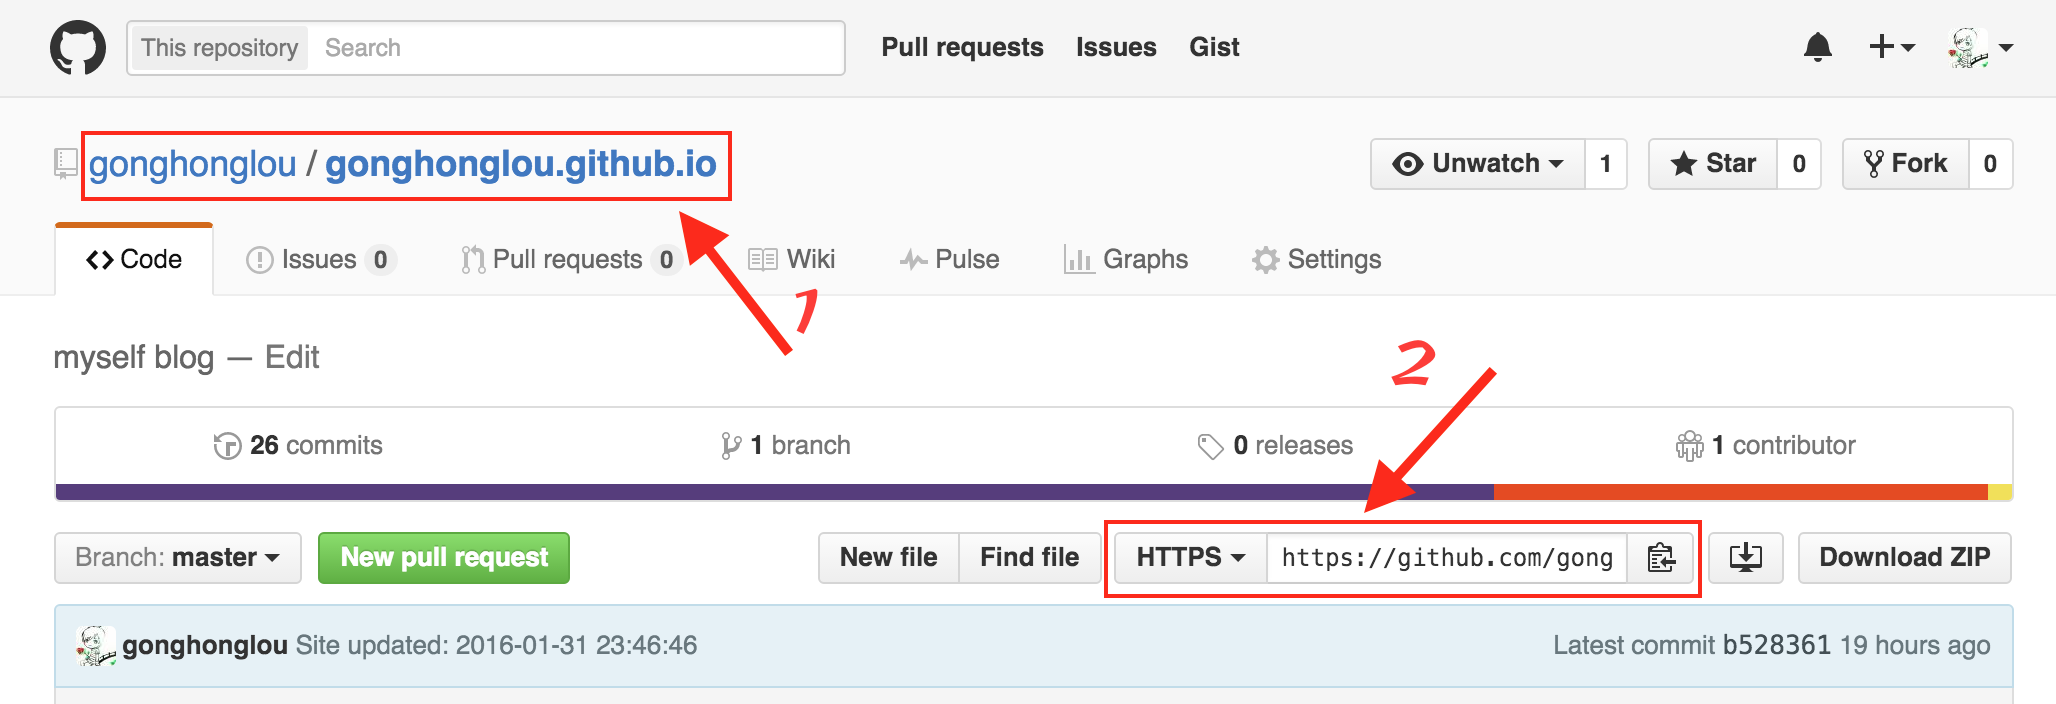 This repository Search Pull requests Issues Gist
gonghonglou / gonghonglou.github.io Unwatch 1 Star 0 Fork 0
Code Issues 0 Pull requests 0 Wiki Pulse Graphs Settings
1
myself blog — Edit
2
26 commits 1 branch 0 releases 1 contributor
Branch: master New pull request New file Find file HTTPS https://github.com/gong Download ZIP
gonghonglou Site updated: 2016-01-31 23:46:46 Latest commit b528361 19 hours ago